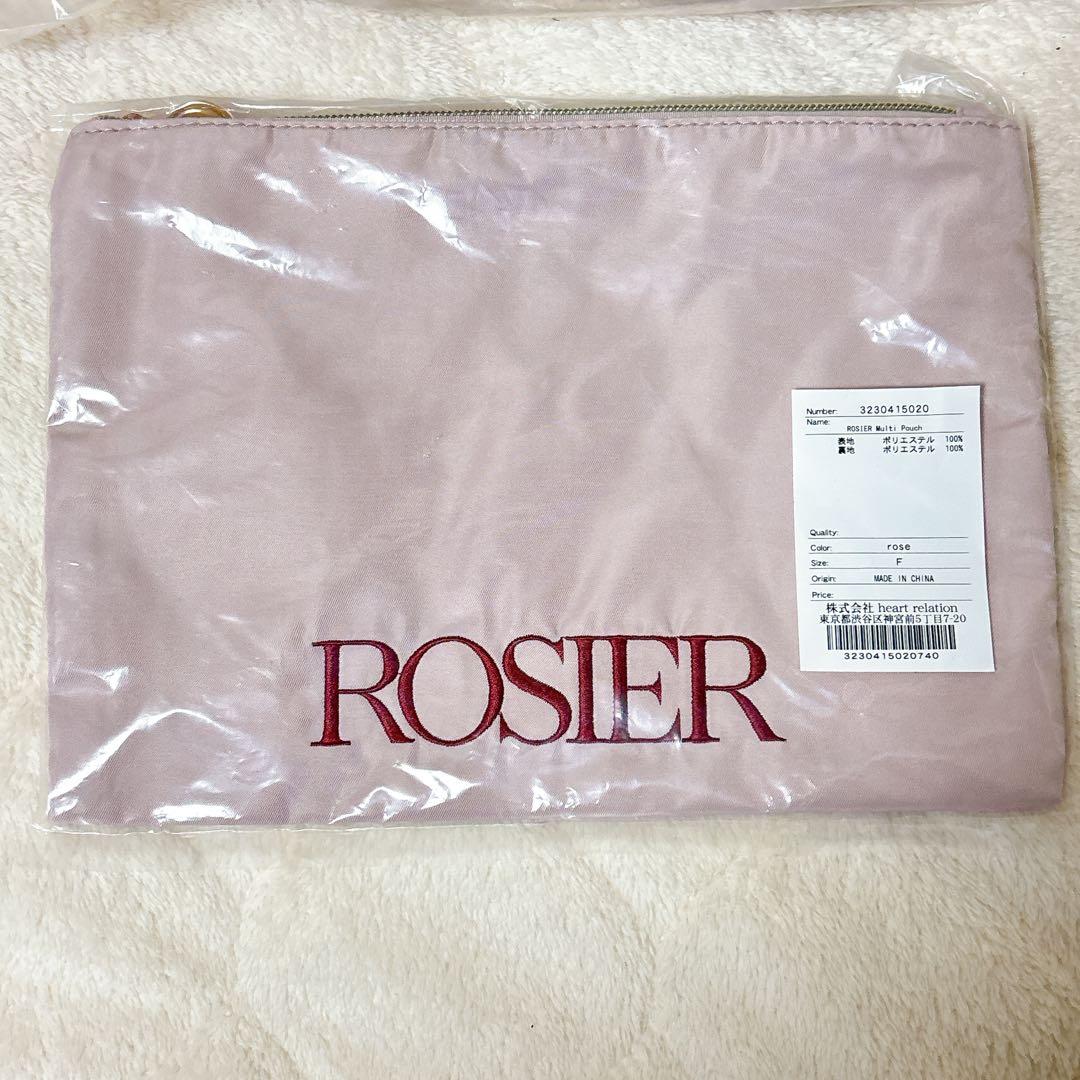 Number: 3230415020
Name: ROSIER Multi Pouch
表地 ポリエステル 100%
裏地 ポリエステル 100%
Quality:
Color: rose
Size: F
Origin: MADE IN CHINA
Price:
株式会社 heart relation
東京都渋谷区神宮前5丁目7-20
3230415020740
ROSIER